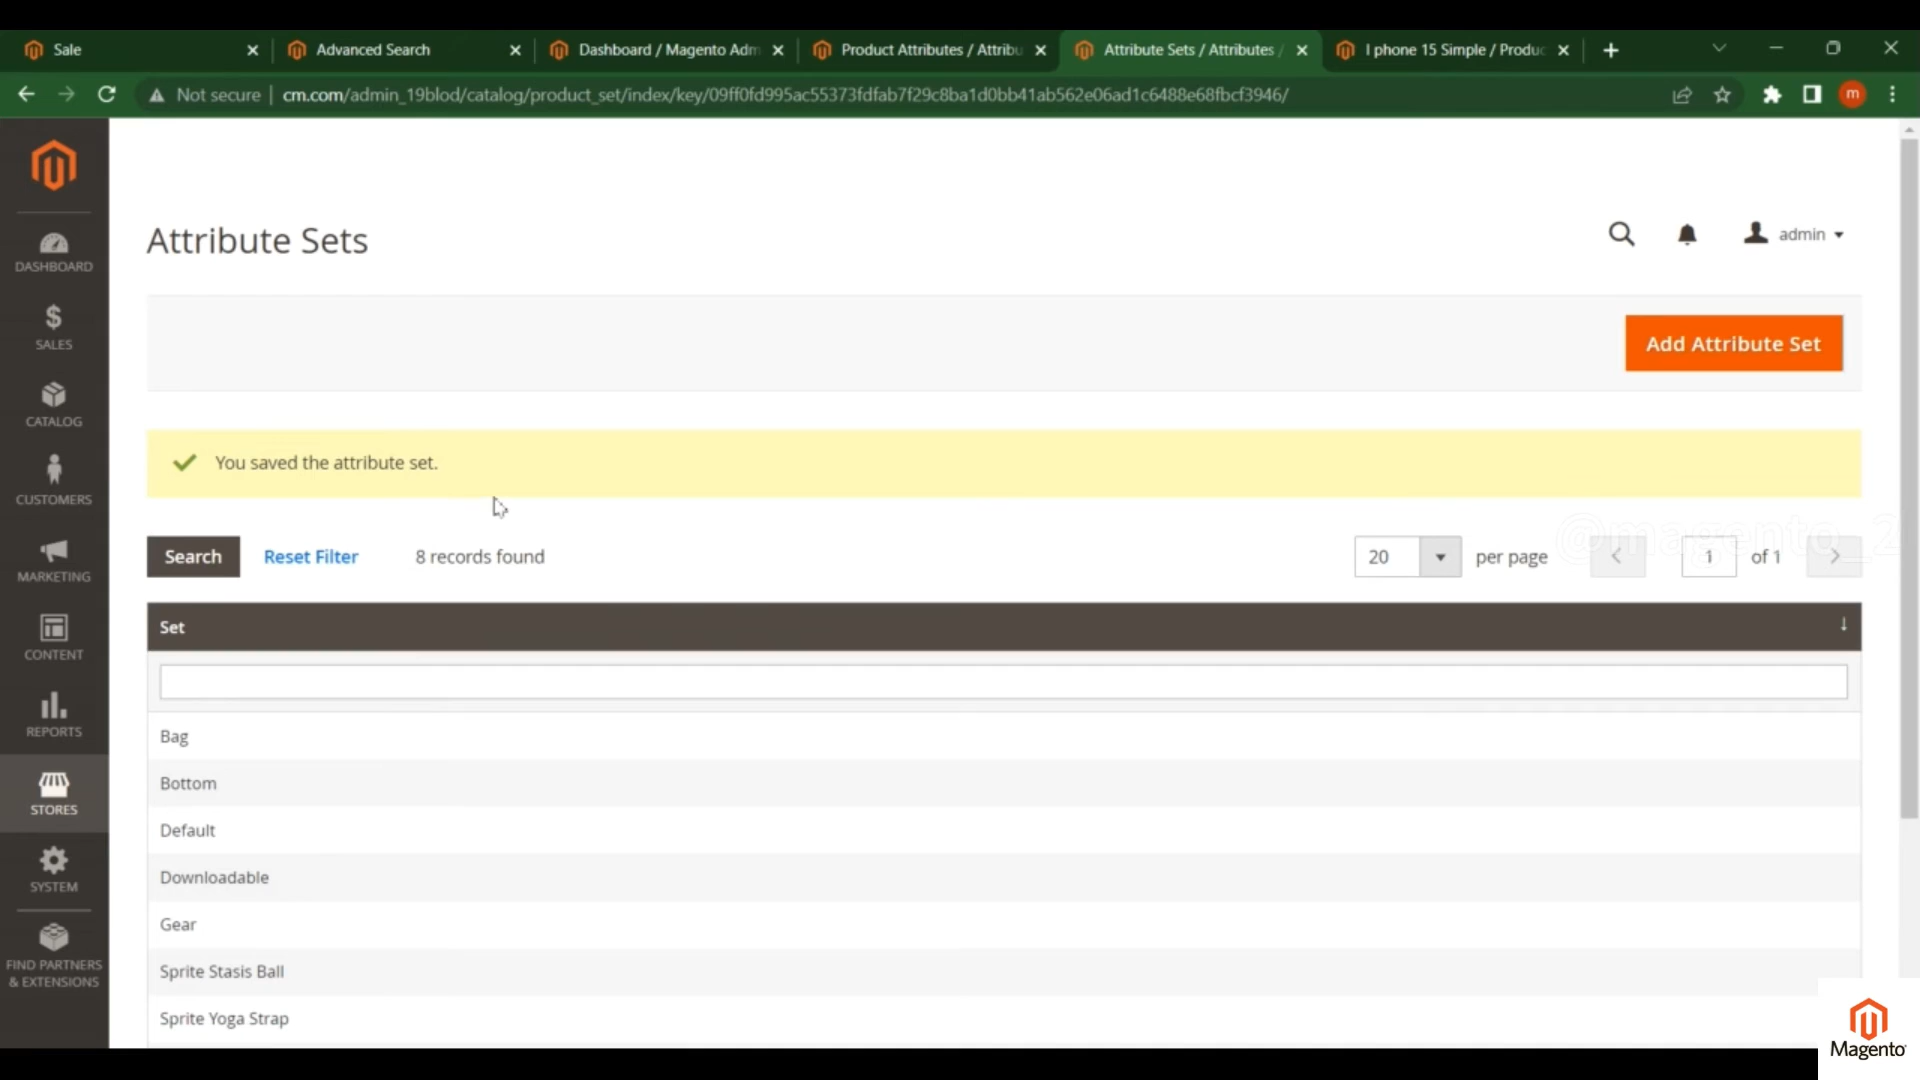 Sale
Advanced Search
Dashboard / Magento Adm
Product Attributes / Attribu
Attribute Sets / Attributes /
I phone 15 Simple / Produc
Not secure
cm.com/admin_19blod/catalog/product_set/index/key/09ff0fd995ac55373fdfab7f29c8ba1d0bb41ab562e06ad1c6488e68fbcf3946/
m
Attribute Sets
admin
DASHBOARD
SALES
CATALOG
CUSTOMERS
MARKETING
CONTENT
REPORTS
STORES
SYSTEM
FIND PARTNERS
& EXTENSIONS
Add Attribute Set
You saved the attribute set.
Search
Reset Filter
8 records found
20
per page
1
of 1
@magento_2
Set
Bag
Bottom
Default
Downloadable
Gear
Sprite Stasis Ball
Sprite Yoga Strap
Magento